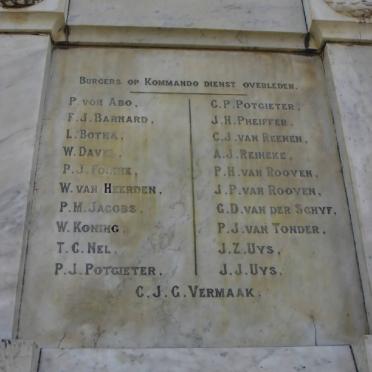 BURGERS OP KOMMANDO DIENST OVERLEDEN.
P. VON ABO.
F.J. BARNARD.
L. BOTHA.
W. DAVEL.
P.J. FOURIE.
W. VAN HEERDEN.
P.M. JACOBS.
W. KONING.
T.C. NEL.
P.J. POTGIETER.
C.P. POTGIETER.
J.H. PHEIFFER.
C.J. VAN REENEN.
A.J. REINEKE.
P.H. VAN ROOYEN.
J.P. VAN ROOYEN.
G.D. VAN DER SCHYF.
P.J. VAN TONDER.
J.Z. UYS.
J.J. UYS.
C.J.G. VERMAAK.